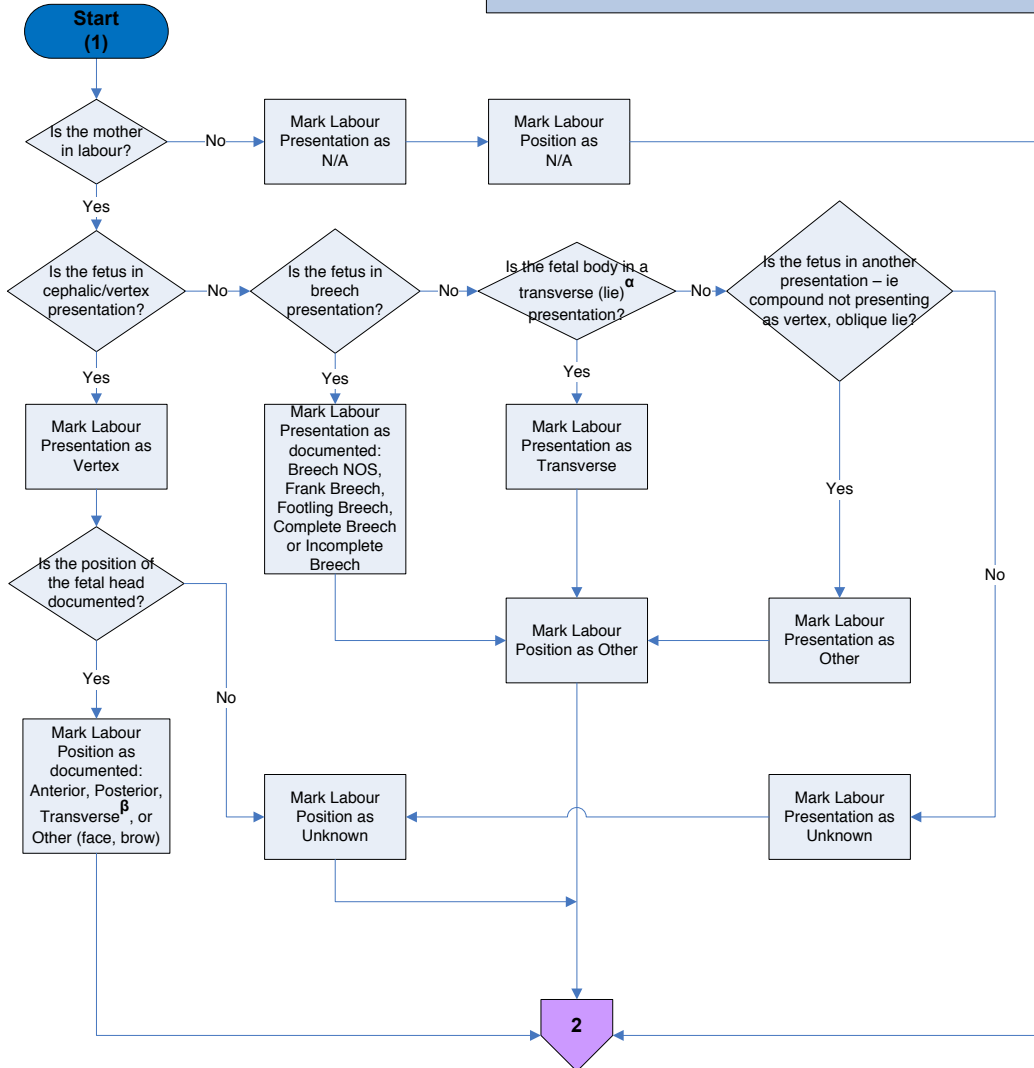 Start
(1)
Is the mother
in labour?
No
Mark Labour
Presentation as
N/A
Mark Labour
Position as
N/A
Yes
Is the fetus in
cephalic/vertex
presentation?
No
Is the fetus in
breech
presentation?
No
Is the fetal body in a
transverse (lie)α
presentation?
No
Is the fetus in another
presentation – ie
compound not presenting
as vertex, oblique lie?
Yes
Mark Labour
Presentation as
Vertex
Yes
Mark Labour
Presentation as
documented:
Breech NOS,
Frank Breech,
Footling Breech,
Complete Breech
or Incomplete
Breech
Yes
Mark Labour
Presentation as
Transverse
Yes
No
Is the position of
the fetal head
documented?
Mark Labour
Position as Other
Mark Labour
Presentation as
Other
Yes
No
Mark Labour
Position as
documented:
Anterior, Posterior,
Transverseβ, or
Other (face, brow)
Mark Labour
Position as
Unknown
Mark Labour
Presentation as
Unknown
2